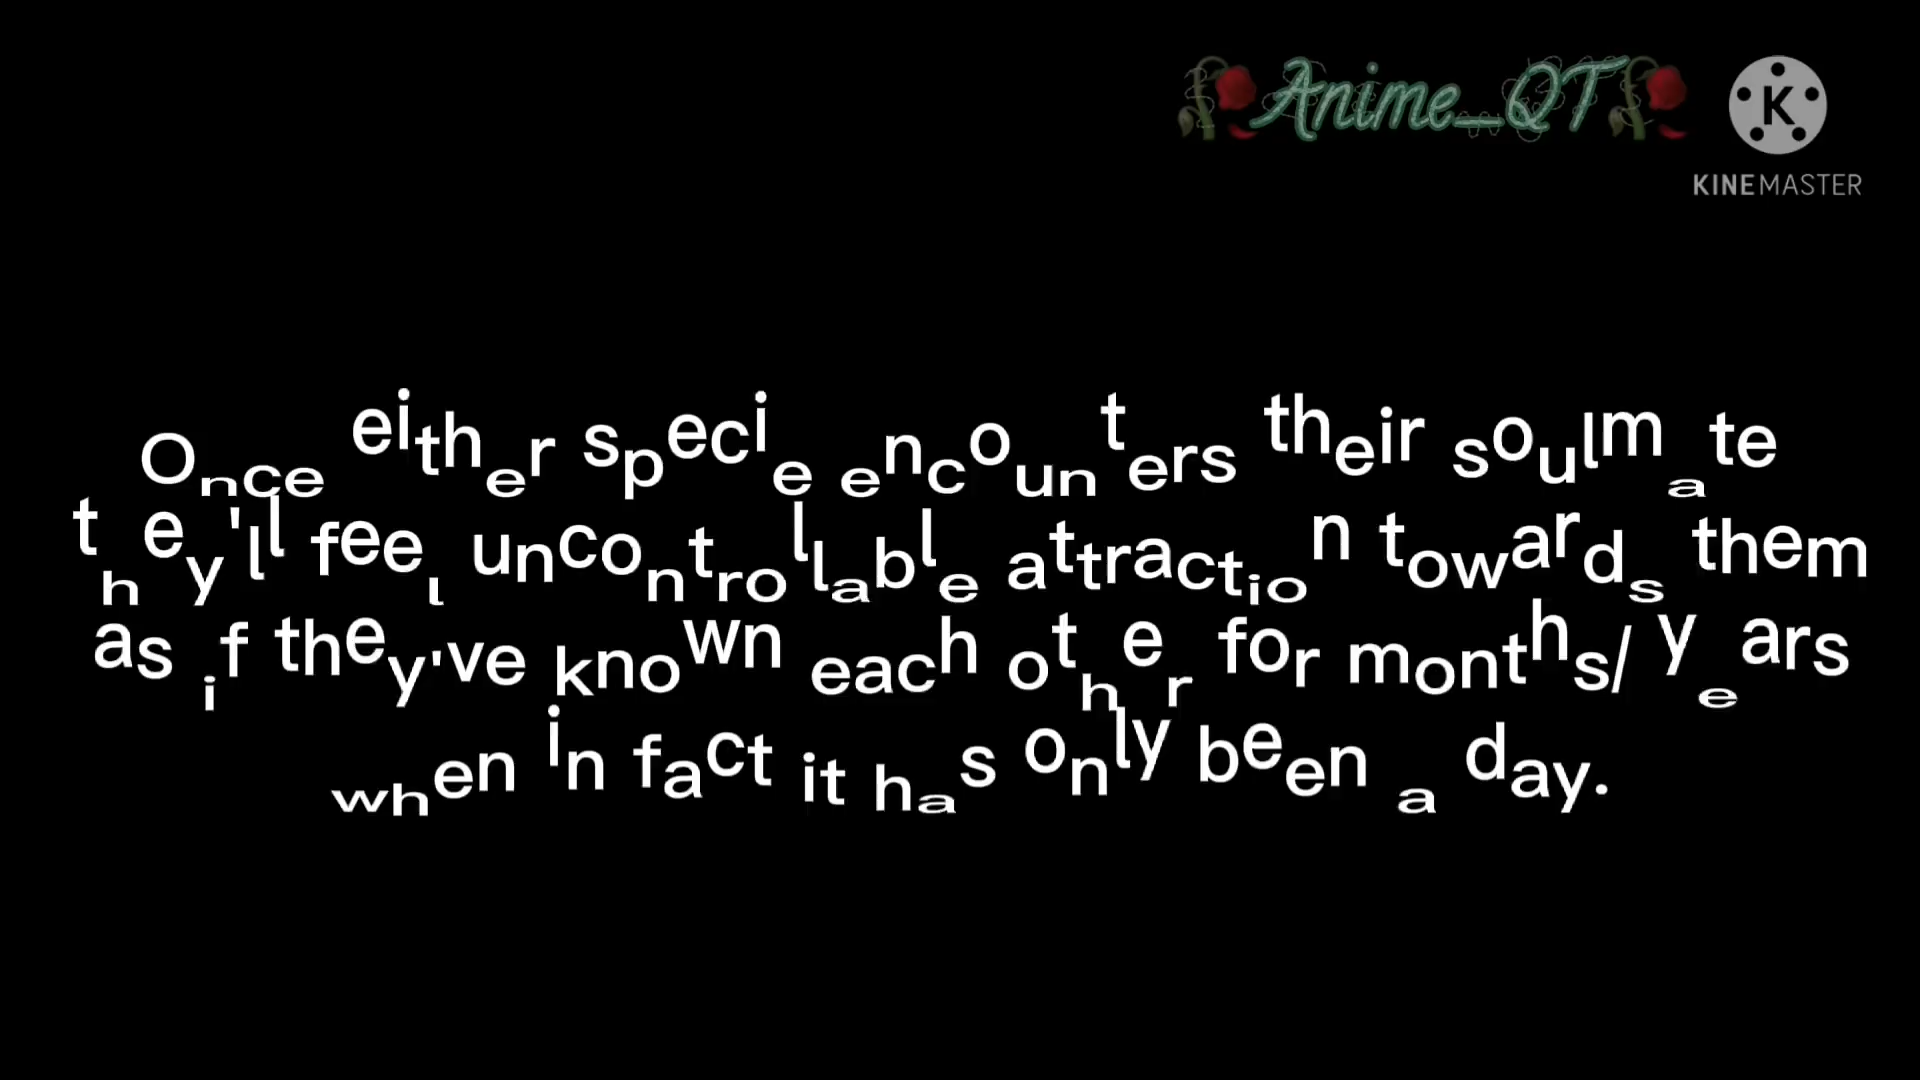 Anime_QT
K
KINEMASTER
Once either specie encounters their soulmate
they'll feel uncontrollable attraction towards them
as if they've known each other for months/ years
when in fact it has only been a day.